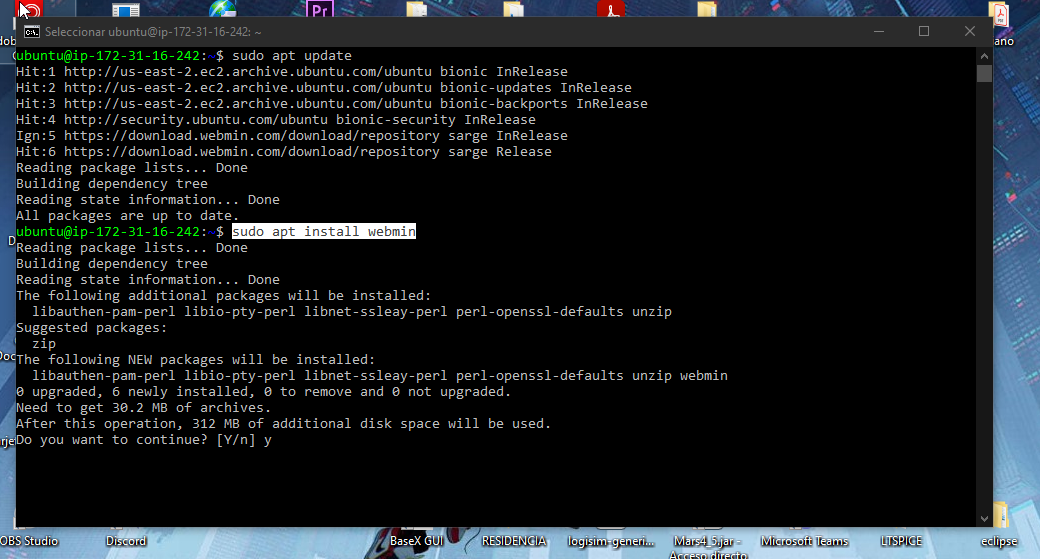 Pr
Seleccionar ubuntu@ip-172-31-16-242: ~
ubuntu@ip-172-31-16-242:~$ sudo apt update
Hit:1 http://us-east-2.ec2.archive.ubuntu.com/ubuntu bionic InRelease
Hit:2 http://us-east-2.ec2.archive.ubuntu.com/ubuntu bionic-updates InRelease
Hit:3 http://us-east-2.ec2.archive.ubuntu.com/ubuntu bionic-backports InRelease
Hit:4 http://security.ubuntu.com/ubuntu bionic-security InRelease
Ign:5 https://download.webmin.com/download/repository sarge InRelease
Hit:6 https://download.webmin.com/download/repository sarge Release
Reading package lists... Done
Building dependency tree
Reading state information... Done
All packages are up to date.
ubuntu@ip-172-31-16-242:~$ sudo apt install webmin
Reading package lists... Done
Building dependency tree
Reading state information... Done
The following additional packages will be installed:
libauthen-pam-perl libio-pty-perl libnet-ssleay-perl perl-openssl-defaults unzip
Suggested packages:
zip
The following NEW packages will be installed:
libauthen-pam-perl libio-pty-perl libnet-ssleay-perl perl-openssl-defaults unzip webmin
0 upgraded, 6 newly installed, 0 to remove and 0 not upgraded.
Need to get 30.2 MB of archives.
After this operation, 312 MB of additional disk space will be used.
Do you want to continue? [Y/n] y
OBS Studio Discord BaseX GUI RESIDENCIA logisim-generi... Mars4_5.jar - Microsoft Teams LTSPICE eclipse
Acceso directo